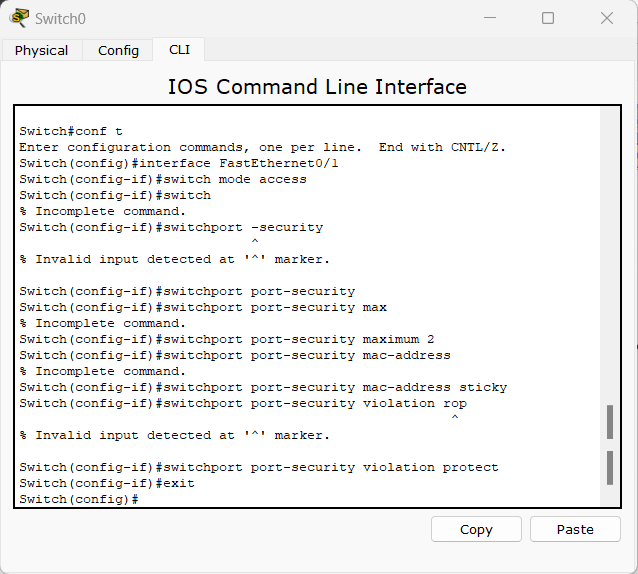 Switch0
Physical Config CLI
IOS Command Line Interface
Switch#conf t
Enter configuration commands, one per line.  End with CNTL/Z.
Switch(config)#interface FastEthernet0/1
Switch(config-if)#switch mode access
Switch(config-if)#switch
% Incomplete command.
Switch(config-if)#switchport -security
                             ^
% Invalid input detected at '^' marker.
Switch(config-if)#switchport port-security
Switch(config-if)#switchport port-security max
% Incomplete command.
Switch(config-if)#switchport port-security maximum 2
Switch(config-if)#switchport port-security mac-address
% Incomplete command.
Switch(config-if)#switchport port-security mac-address sticky
Switch(config-if)#switchport port-security violation rop
                                                      ^
% Invalid input detected at '^' marker.
Switch(config-if)#switchport port-security violation protect
Switch(config-if)#exit
Switch(config)#
Copy Paste